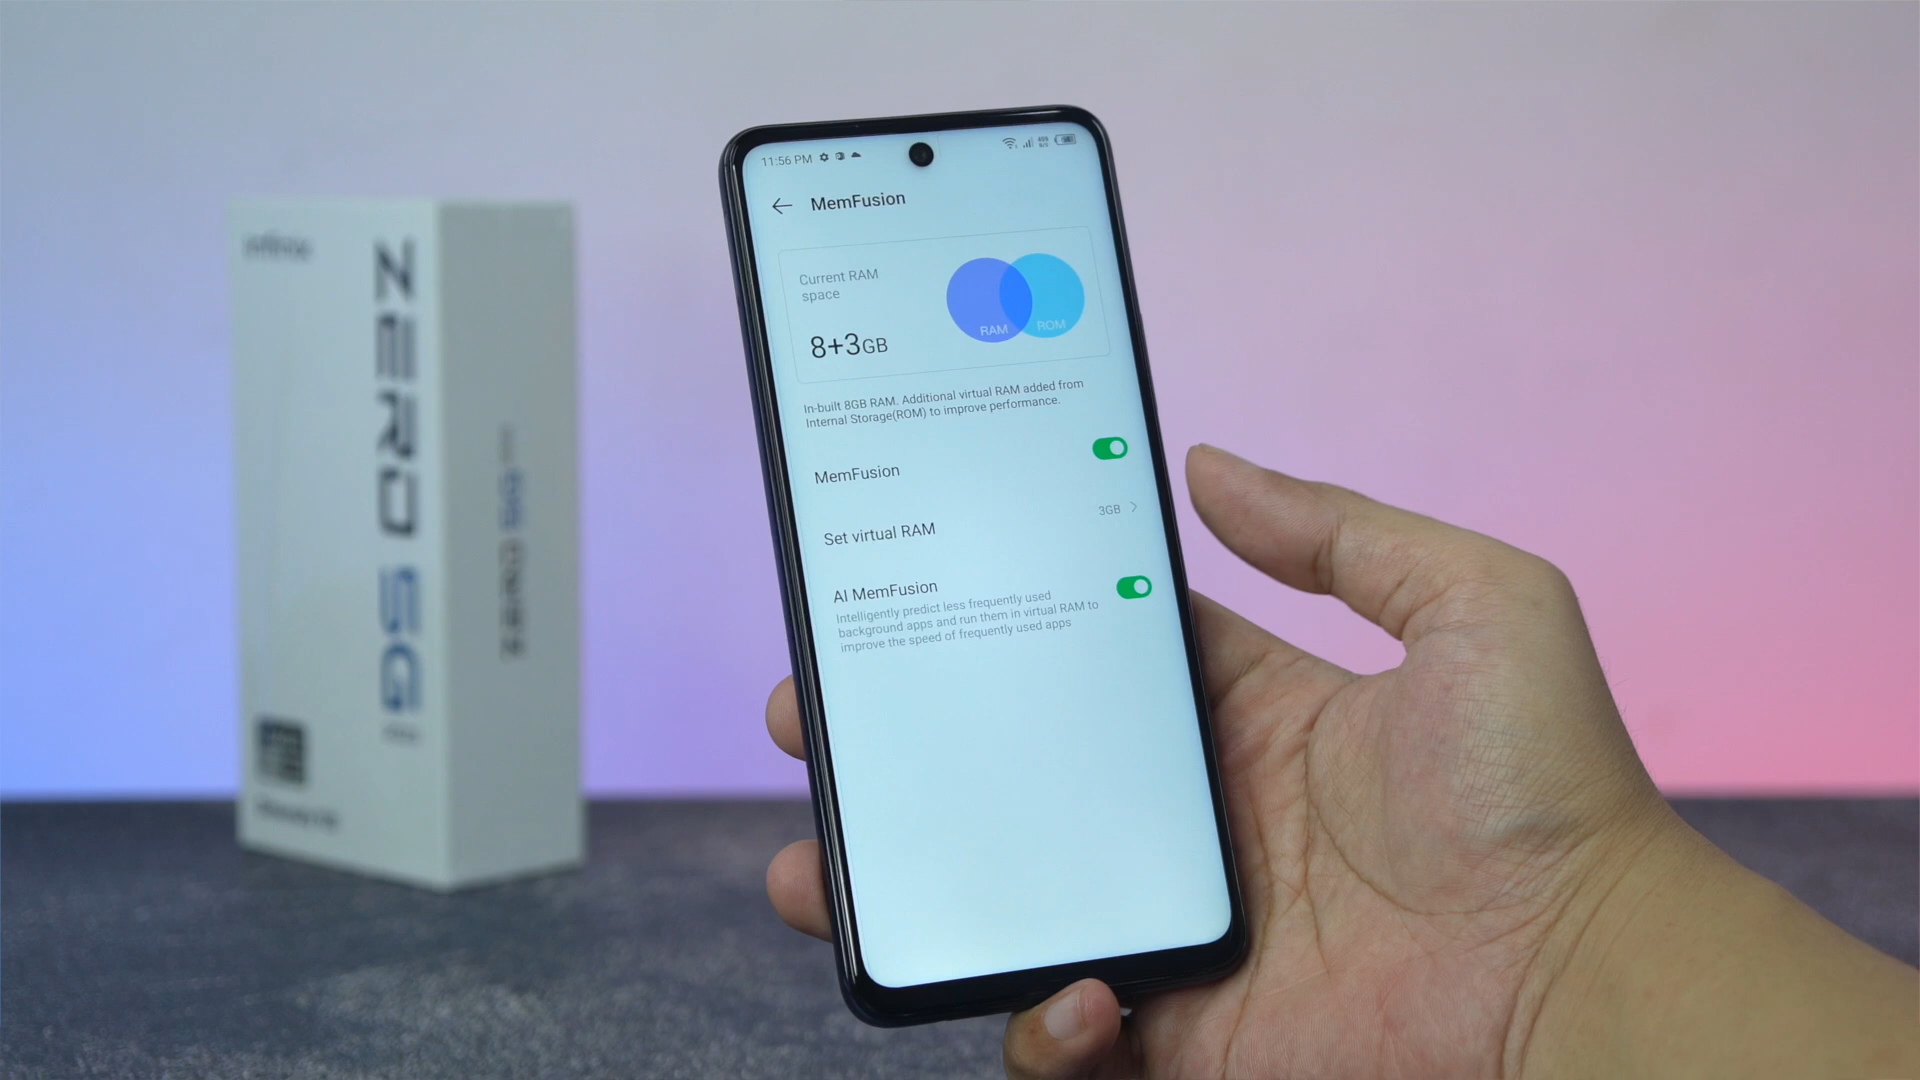 Infinix
ZERO 5G
11:56 PM
MemFusion
Current RAM
space
8+3GB
RAM
ROM
In-built 8GB RAM. Additional virtual RAM added from
Internal Storage(ROM) to improve performance.
MemFusion
Set virtual RAM
3GB
AI MemFusion
Intelligently predict less frequently used
background apps and run them in virtual RAM to
improve the speed of frequently used apps